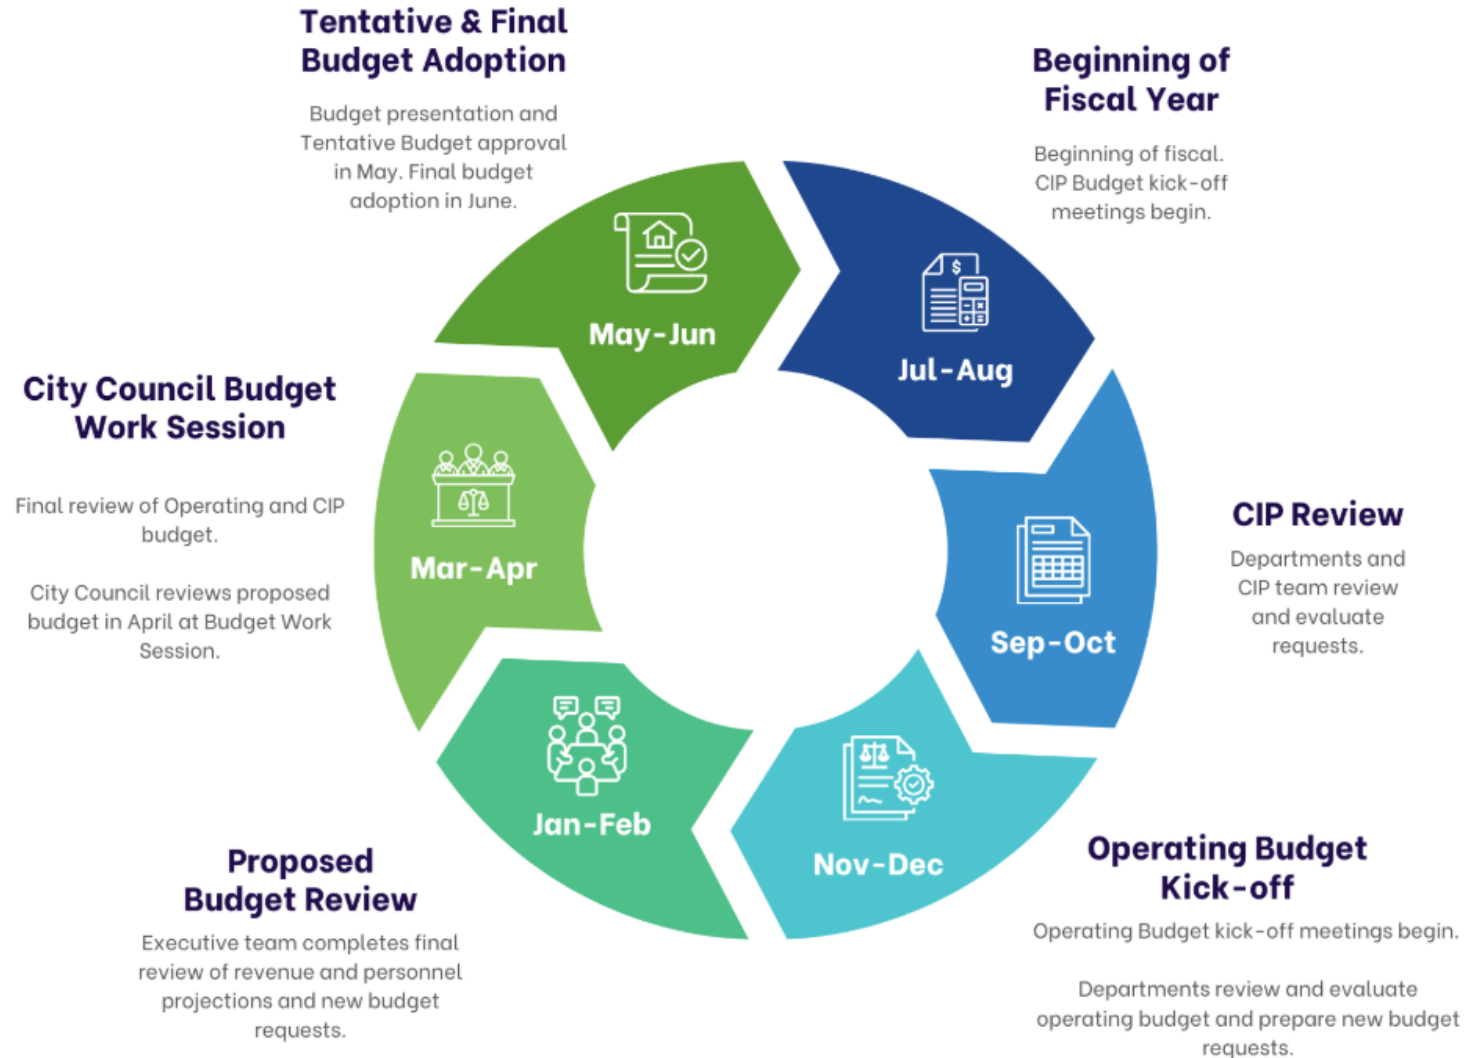 Tentative & Final
Budget Adoption
Budget presentation and
Tentative Budget approval
in May. Final budget
adoption in June.
Beginning of
Fiscal Year
Beginning of fiscal.
CIP Budget kick-off
meetings begin.
May-Jun
$
Jul-Aug
City Council Budget
Work Session
Final review of Operating and CIP
budget.
City Council reviews proposed
budget in April at Budget Work
Session.
Mar-Apr
CIP Review
Departments and
CIP team review
and evaluate
requests.
Sep-Oct
Jan-Feb
Nov-Dec
Proposed
Budget Review
Executive team completes final
review of revenue and personnel
projections and new budget
requests.
Operating Budget
Kick-off
Operating Budget kick-off meetings begin.
Departments review and evaluate
operating budget and prepare new budget
requests.